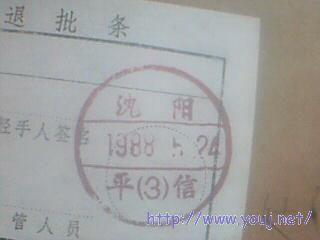 退批条
沈阳
经手人签名
1988 5 24
平(3)信
管人员
http://www.youj.net/